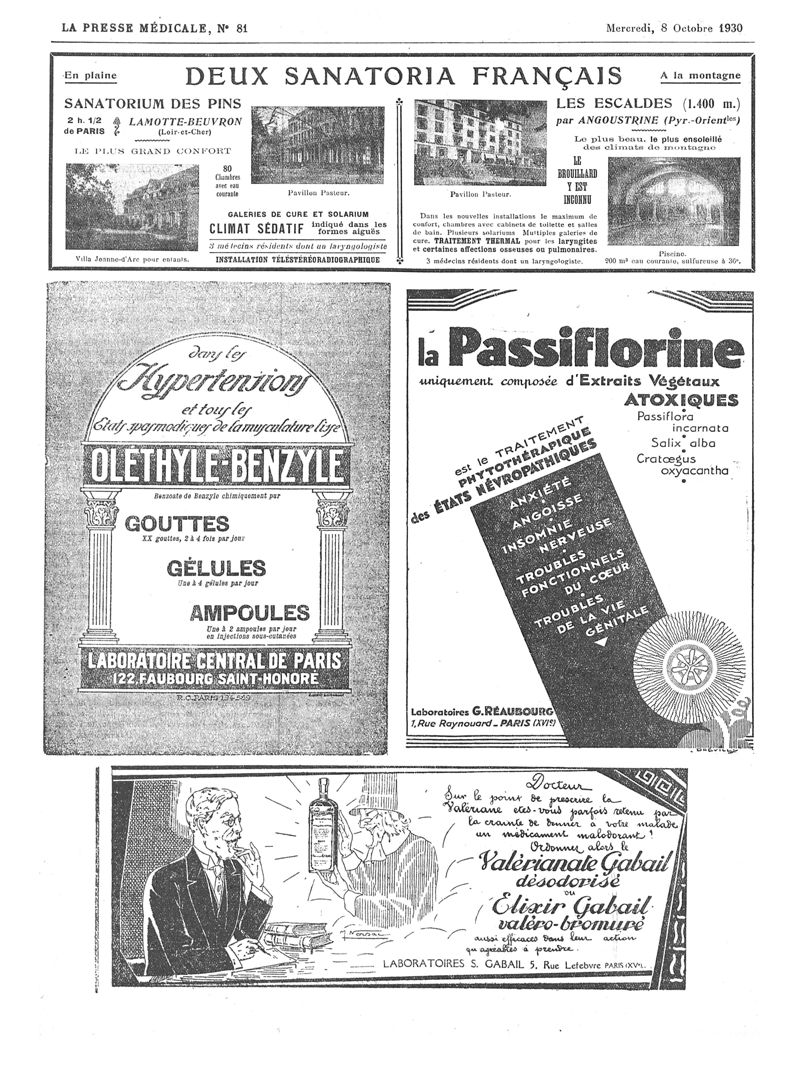 LA PRESSE MÉDICALE, N° 81
Mercredi, 8 Octobre 1930
En plaine
DEUX SANATORIA FRANÇAIS
A la montagne
SANATORIUM DES PINS
2 h. 1/2
de PARIS
LAMOTTE-BEUVRON
(Loir-et-Cher)
LE PLUS GRAND CONFORT
80
Chambres
avec eau
courante
Pavillon Pasteur.
Villa Jeanne-d'Arc pour enfants.
GALERIES DE CURE ET SOLARIUM
CLIMAT SÉDATIF indiqué dans les
formes aiguës
3 médecins résidents dont un laryngologiste
INSTALLATION TÉLÉSTÉRÉORADIOGRAPHIQUE
Pavillon Pasteur.
LES ESCALDES (1.400 m.)
par ANGOUSTRINE (Pyr.-Orientles)
Le plus beau, le plus ensoleillé
des climats de montagne
LE
BROUILLARD
Y EST
INCONNU
Dans les nouvelles installations le maximum de
confort, chambres avec cabinets de toilette et salles
de bain. Plusieurs solariums Multiples galeries de
cure. TRAITEMENT THERMAL pour les laryngites
et certaines affections osseuses ou pulmonaires.
3 médecins résidents dont un laryngologiste.
Piscine.
200 m² eau courante, sulfureuse à 36°.
dans les
Hypertensions
et tous les
États spasmodiques de la musculature lisse
OLÉTHYLE-BENZYLE
Benzoate de Benzyle chimiquement pur
GOUTTES
XX gouttes, 2 à 4 fois par jour
GÉLULES
Une à 4 gélules par jour
AMPOULES
Une à 2 ampoules par jour
en injections sous-cutanées
LABORATOIRE CENTRAL DE PARIS
122, FAUBOURG SAINT-HONORÉ
R.C. PARIS 134.569
la Passiflorine
uniquement composée d'Extraits Végétaux
ATOXIQUES
Passiflora
incarnata
Salix alba
Cratœgus
oxyacantha
est le TRAITEMENT
PHYTOTHÉRAPIQUE
des ÉTATS NÉVROPATHIQUES
ANXIÉTÉ
ANGOISSE
INSOMNIE
NERVEUSE
TROUBLES
FONCTIONNELS
DU CŒUR
TROUBLES
DE LA VIE
GÉNITALE
Laboratoires G. RÉAUBOURG
1, Rue Raynouard - PARIS (XVIe)
Docteur
Sur le point de prescrire la
Valériane etes-vous parfois retenu par
la crainte de donner à votre malade
un médicament malodorant?
Ordonner alors le
Valérianate Gabail
désodorisé
ou
Elixir Gabail
valéro-bromuré
aussi efficaces dans leur action
qu'agréables à prendre.
LABORATOIRES S. GABAIL 5, Rue Lefebvre PARIS (XVe).